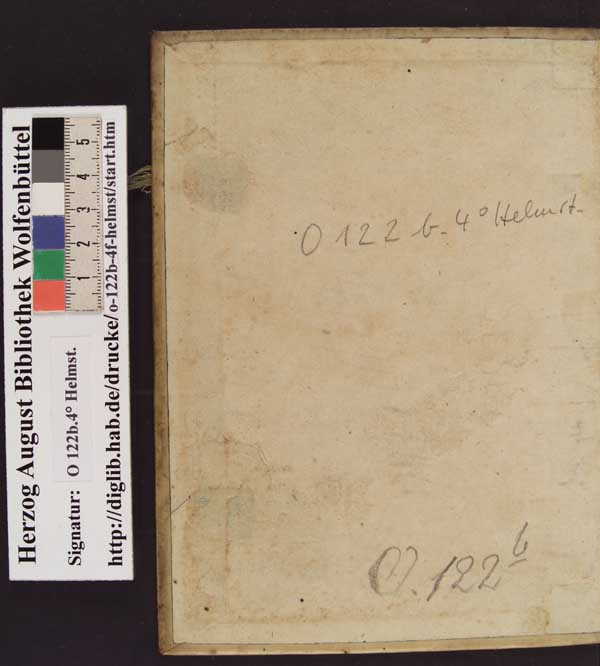 Herzog August Bibliothek Wolfenbüttel
Signatur: O 122b.4° Helmst.
http://diglib.hab.de/drucke/o-122b-4f-helmst/start.htm
1 2 3 4 5
O 122 b. 4° Helmst.
O. 122 b